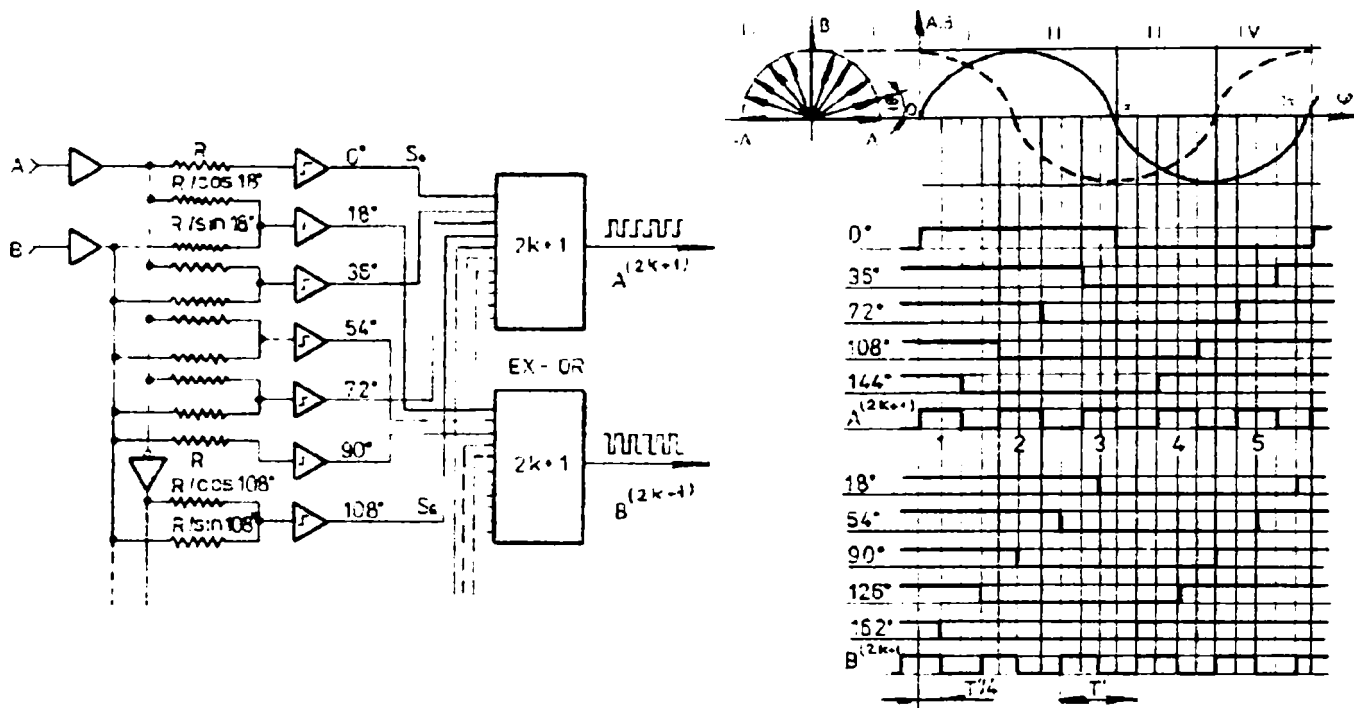 A
B
R
R/cos 18°
R/sin 18°
R
R/cos 108°
R/sin 108°
0°
18°
36°
54°
72°
90°
108°
S₀
S₆
2k+1
A(2k+1)
EX-OR
2k+1
B(2k+1)
B
-A
A
A,B
II
III
IV
0°
36°
72°
108°
144°
A(2k+1)
1 2 3 4 5
18°
54°
90°
126°
162°
B(2k+1
T'/4
T'